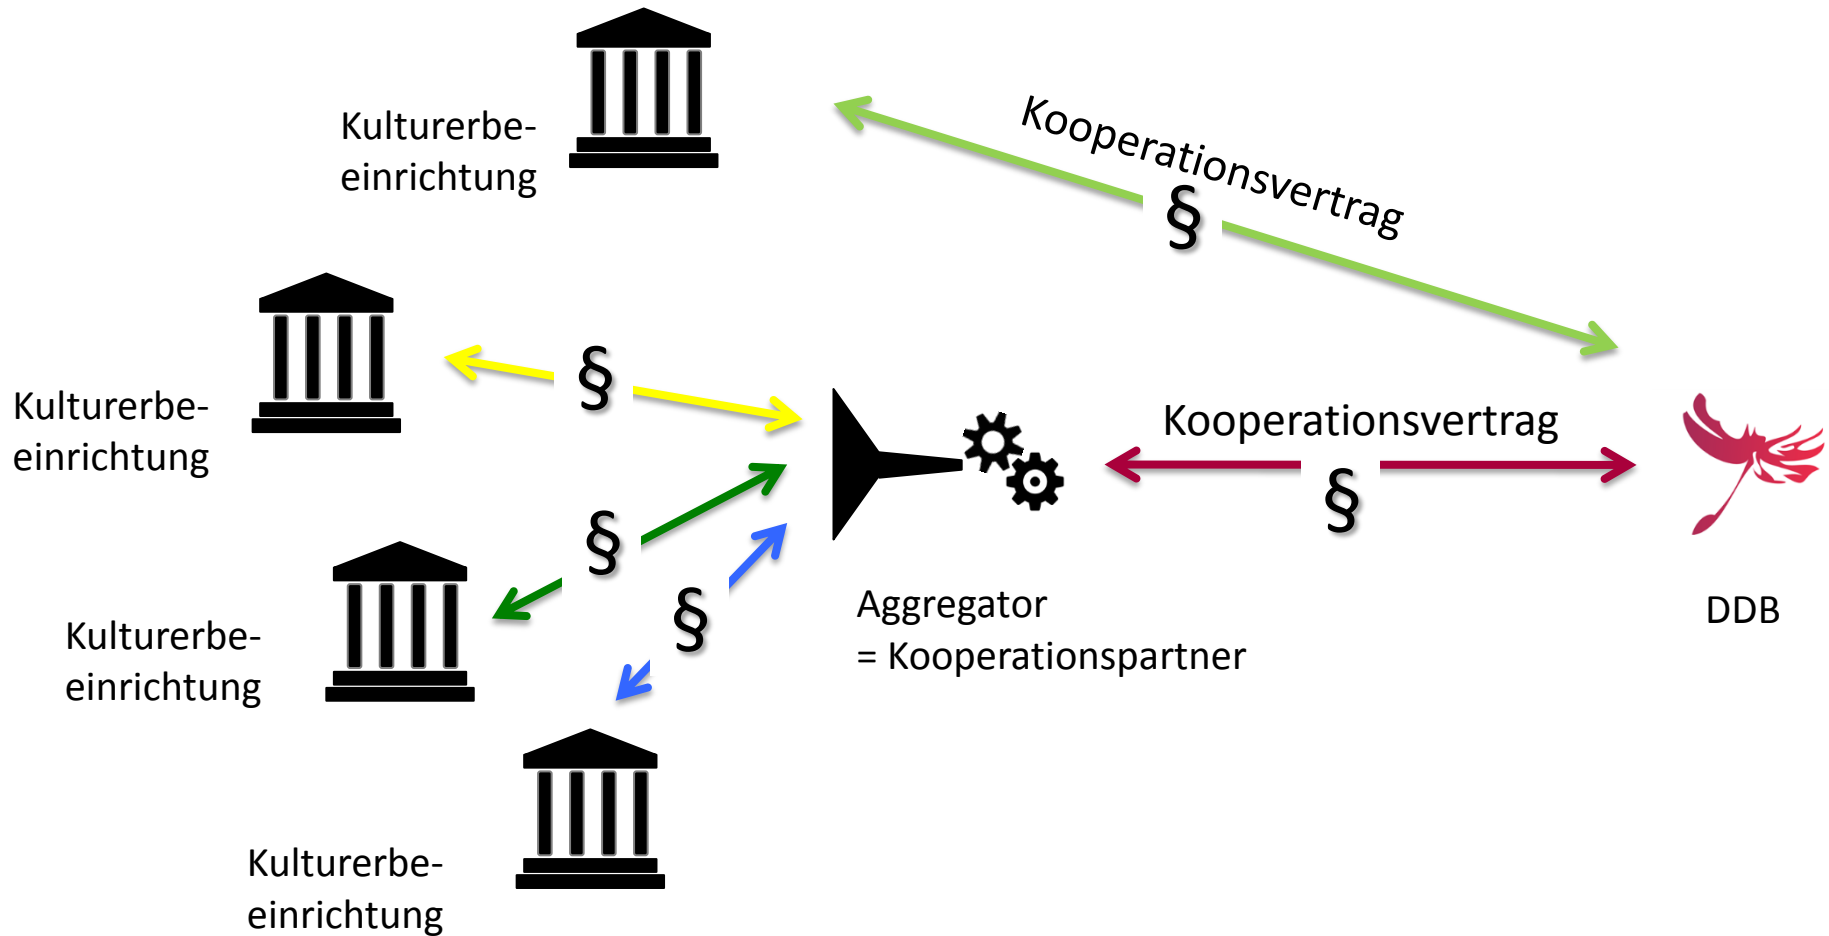 Kulturerbe-
einrichtung
Kooperationsvertrag
§
Kulturerbe-
einrichtung
§
Kooperationsvertrag
§
Kulturerbe-
einrichtung
§
§
Aggregator
= Kooperationspartner
DDB
Kulturerbe-
einrichtung